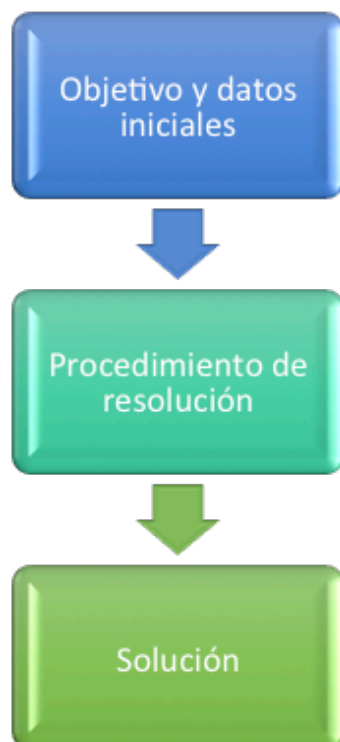 Objetivo y datos
iniciales
Procedimiento de
resolución
Solución